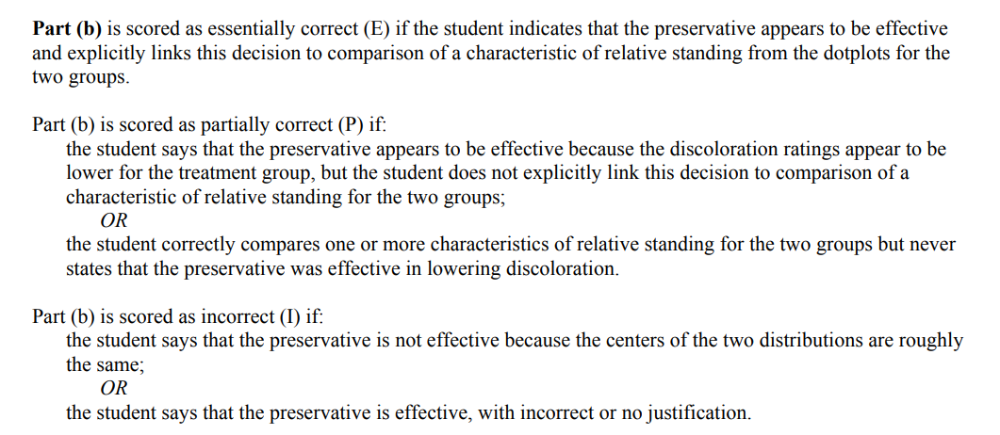 Part (b) is scored as essentially correct (E) if the student indicates that the preservative appears to be effective
and explicitly links this decision to comparison of a characteristic of relative standing from the dotplots for the
two groups.
Part (b) is scored as partially correct (P) if:
the student says that the preservative appears to be effective because the discoloration ratings appear to be
lower for the treatment group, but the student does not explicitly link this decision to comparison of a
characteristic of relative standing for the two groups;
OR
the student correctly compares one or more characteristics of relative standing for the two groups but never
states that the preservative was effective in lowering discoloration.
Part (b) is scored as incorrect (I) if:
the student says that the preservative is not effective because the centers of the two distributions are roughly
the same;
OR
the student says that the preservative is effective, with incorrect or no justification.